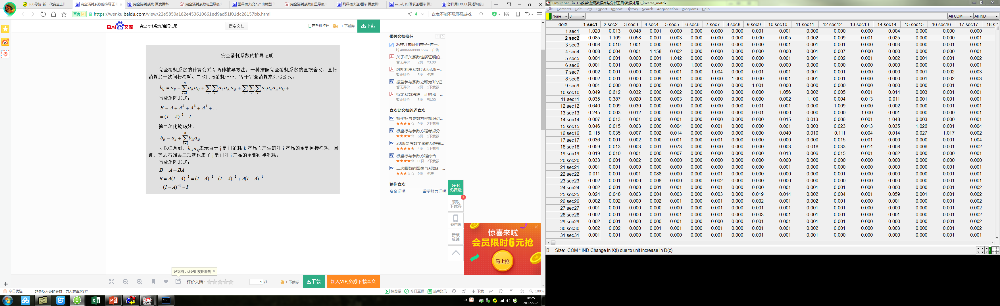 360导航_新一代安全上
完全消耗系数的推导证
完全消耗系数_百度百科
完全消耗系数与里昂惕
里昂惕夫投入产出模型_
完全消耗系数和里昂惕
列昂惕夫逆矩阵_百度百
excel, 如何求逆矩阵_百
怎样用EXCEL算矩阵的
百度 证
https://wenku.baidu.com/view/22e5850a182e453610661ed9ad51f01dc28157bb.html
盘点不能不玩邪恶游戏
Bai du 文库
完全消耗系数的推导证明
搜索文档
在手机打开
1 下载券
下载
完全消耗系数的推导证明
完全消耗系数的计算公式有两种推导方法，一种按照完全消耗系数的直观含义：直接
消耗加一次间接消耗、二次间接消耗……，等于完全消耗来列写公式：
b_ij = a_ij + ∑_{k=1}^{n} a_ik a_kj + ∑_s ∑_k a_is a_sk a_kj + ∑_t ∑_s ∑_k a_it a_ts a_sk a_kj + ...
写成矩阵形式：
B = A + A² + A³ + A⁴ + ...
= (I − A)⁻¹ − I
第二种比较巧妙：
b_ij = a_ij + ∑_{k=1}^{n} b_ik a_kj
可以注意到，b_ik a_kj 表示由于 j 部门消耗 k 产品而产生的对 i 产品的全部间接消耗，因
此，等式右端第二项就代表了 j 部门对 i 产品的全部间接消耗。
写成矩阵形式：
B = A + BA
B = A(I − A)⁻¹ = (I − A)⁻¹ − (I − A)⁻¹ + A(I − A)⁻¹
= (I − A)⁻¹ − I
相关文档推荐
怎样才能证明亲子-你一..
bj.4006660998.com 广告
关于相关系数性质证明的...
暂无评价 2页 ¥3.00
风能利用系数为0.6328--...
暂无评价 5页 免费
振型参与系数之和为1的证...
暂无评价 2页 1下载券
待定系数法统一证明和一...
暂无评价 3页 ¥3.00
喜欢此文档的还喜欢
极坐标与参数方程知识讲...
9页 2下载券
极坐标与参数方程考点分...
6页 1下载券
2008高考数学试题及解答...
4页 1下载券
极坐标与参数方程综合
11页 2下载券
二次函数的图像与系数a、...
9页 免费
猜你喜欢
资金证明 留学财力证明
好书
免费送
1
领取
下载券
客户端
新版
反馈
惊喜来啦
会员限时6元抢
马上抢
好文档，让好朋友也看到
评价文档：
1 /1
1 下载券
下载
加入VIP,免券下载本文
今日优选
越是反人类的身材，男人越喜欢???
快剪辑 今日直播 热点资讯 下载 100%
CH
18:25
2017-9-7
IOmult.har in E:\教学\贸易数据库与分析工具\数据处理2_inverse_matrix
File Contents Edit Sets Export Import History Search Aggregation Programs Help
None 3 All COM All IND
delX 1 sec1 2 sec2 3 sec3 4 sec4 5 sec5 6 sec6 7 sec7 8 sec8 9 sec9 10 sec10 11 sec11 12 sec12 13 sec13 14 sec14 15 sec15 16 sec16 17 sec17 18 s
1 sec1 1.020 0.013 0.048 0.001 0.000 0.000 0.000 0.000 0.001 0.001 0.000 0.000 0.000 0.004 0.000 0.000 0.000
2 sec2 0.085 1.109 0.058 0.001 0.003 0.000 0.000 0.000 0.000 0.005 0.002 0.009 0.001 0.025 0.000 0.000 0.001
3 sec3 0.008 0.010 1.001 0.000 0.001 0.000 0.000 0.000 0.000 0.000 0.000 0.000 0.000 0.003 0.000 0.001 0.001
4 sec4 0.008 0.004 0.001 1.158 0.002 0.000 0.000 0.000 0.000 0.000 0.001 0.007 0.000 0.000 0.000 0.000 0.001
5 sec5 0.004 0.001 0.000 0.001 1.042 0.000 0.000 0.000 0.000 0.001 0.001 0.002 0.001 0.002 0.001 0.001 0.002
6 sec6 0.001 0.001 0.000 0.006 0.000 1.000 0.000 0.000 0.000 0.000 0.000 0.000 0.000 0.000 0.000 0.000 0.001
7 sec7 0.002 0.001 0.000 0.000 0.001 0.000 1.004 0.000 0.001 0.001 0.001 0.001 0.000 0.000 0.001 0.002 0.003
8 sec8 0.002 0.001 0.000 0.009 0.001 0.000 0.000 1.000 0.000 0.000 0.000 0.001 0.000 0.001 0.001 0.002 0.003
9 sec9 0.001 0.000 0.000 0.000 0.000 0.000 0.000 0.000 1.001 0.000 0.000 0.000 0.000 0.000 0.000 0.000 0.000
10 sec10 0.049 0.612 0.032 0.000 0.002 0.000 0.000 0.000 0.000 1.056 0.002 0.005 0.001 0.014 0.003 0.001 0.001
11 sec11 0.035 0.387 0.020 0.000 0.003 0.000 0.000 0.000 0.000 0.002 1.100 0.004 0.013 0.011 0.001 0.001 0.001
12 sec12 0.640 0.009 0.030 0.000 0.000 0.000 0.000 0.000 0.001 0.001 0.000 1.009 0.000 0.002 0.000 0.000 0.001
13 sec13 0.245 0.003 0.012 0.000 0.000 0.000 0.000 0.000 0.001 0.000 0.000 0.000 1.000 0.001 0.000 0.000 0.001
14 sec14 0.007 0.013 0.001 0.001 0.001 0.000 0.000 0.000 0.000 0.015 0.013 0.006 0.001 1.048 0.003 0.000 0.001
15 sec15 0.046 0.015 0.003 0.000 0.004 0.000 0.001 0.000 0.000 0.001 0.003 0.023 0.013 0.035 1.026 0.001 0.004
16 sec16 0.115 0.035 0.007 0.002 0.014 0.000 0.000 0.000 0.000 0.040 0.010 0.111 0.004 0.014 0.027 1.017 0.002
17 sec17 0.036 0.001 0.002 0.000 0.001 0.000 0.001 0.000 0.000 0.000 0.000 0.015 0.001 0.000 0.000 0.001 1.004
18 sec18 0.059 0.013 0.003 0.001 0.073 0.000 0.000 0.000 0.000 0.003 0.018 0.033 0.014 0.008 0.006 0.001 0.002
19 sec19 0.019 0.010 0.001 0.000 0.007 0.000 0.000 0.000 0.000 0.013 0.006 0.015 0.001 0.062 0.000 0.000 0.001
20 sec20 0.033 0.001 0.002 0.000 0.000 0.000 0.000 0.000 0.000 0.000 0.000 0.000 0.000 0.000 0.000 0.000 0.000
21 sec21 0.001 0.001 0.000 0.000 0.000 0.000 0.000 0.000 0.000 0.000 0.000 0.000 0.000 0.000 0.000 0.001 0.001
22 sec22 0.011 0.001 0.001 0.088 0.000 0.000 0.001 0.000 0.000 0.000 0.000 0.001 0.000 0.000 0.000 0.001 0.001
23 sec23 0.002 0.001 0.000 0.008 0.000 0.000 0.002 0.000 0.000 0.000 0.000 0.000 0.000 0.000 0.000 0.001 0.001
24 sec24 0.002 0.001 0.000 0.001 0.001 0.000 0.001 0.000 0.000 0.000 0.000 0.001 0.000 0.000 0.000 0.001 0.002
25 sec25 0.024 0.048 0.003 0.004 0.003 0.000 0.003 0.000 0.019 0.014 0.002 0.004 0.001 0.059 0.001 0.001 0.002
26 sec26 0.002 0.002 0.000 0.002 0.001 0.000 0.001 0.000 0.002 0.001 0.002 0.001 0.000 0.001 0.000 0.001 0.002
27 sec27 0.001 0.001 0.000 0.000 0.001 0.000 0.000 0.000 0.001 0.001 0.001 0.001 0.000 0.000 0.000 0.001 0.002
28 sec28 0.002 0.001 0.000 0.001 0.001 0.000 0.001 0.000 0.003 0.001 0.000 0.001 0.000 0.001 0.000 0.002 0.002
29 sec29 0.002 0.001 0.000 0.000 0.001 0.000 0.000 0.000 0.001 0.001 0.001 0.001 0.000 0.000 0.000 0.001 0.002
30 sec30 0.002 0.002 0.000 0.001 0.001 0.000 0.001 0.000 0.001 0.001 0.002 0.001 0.000 0.003 0.000 0.001 0.001
31 sec31 0.001 0.001 0.000 0.000 0.000 0.000 0.001 0.000 0.001 0.000 0.001 0.000 0.000 0.000 0.000 0.001 0.001
B Size: COM * IND Change in X(i) due to unit increase in D(c)